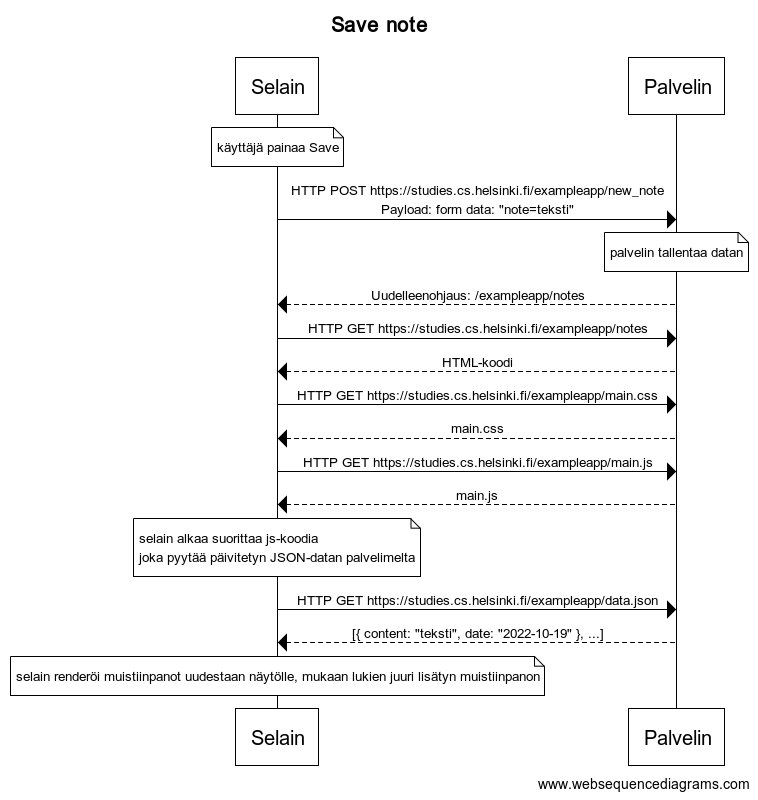 Save note
Selain
Palvelin
käyttäjä painaa Save
HTTP POST https://studies.cs.helsinki.fi/exampleapp/new_note
Payload: form data: "note=teksti"
palvelin tallentaa datan
Uudelleenohjaus: /exampleapp/notes
HTTP GET https://studies.cs.helsinki.fi/exampleapp/notes
HTML-koodi
HTTP GET https://studies.cs.helsinki.fi/exampleapp/main.css
main.css
HTTP GET https://studies.cs.helsinki.fi/exampleapp/main.js
main.js
selain alkaa suorittaa js-koodia
joka pyytää päivitetyn JSON-datan palvelimelta
HTTP GET https://studies.cs.helsinki.fi/exampleapp/data.json
[{ content: "teksti", date: "2022-10-19" }, ...]
selain renderöi muistiinpanot uudestaan näytölle, mukaan lukien juuri lisätyn muistiinpanon
Selain
Palvelin
www.websequencediagrams.com